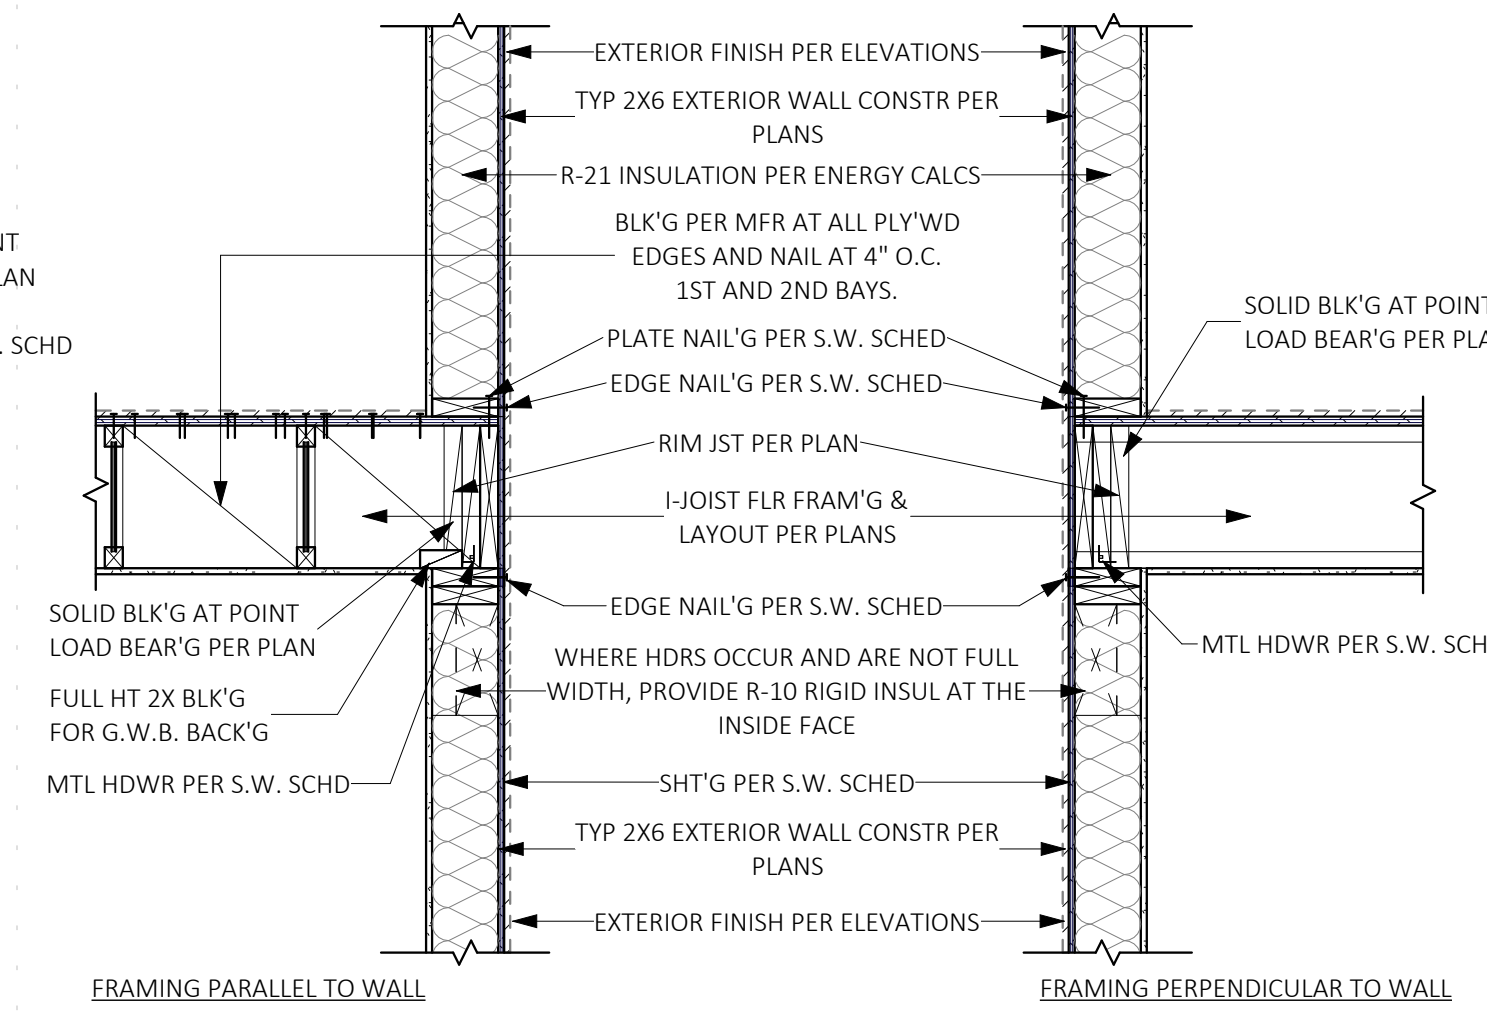 EXTERIOR FINISH PER ELEVATIONS
TYP 2X6 EXTERIOR WALL CONSTR PER
PLANS
R-21 INSULATION PER ENERGY CALCS
BLK'G PER MFR AT ALL PLY'WD
EDGES AND NAIL AT 4" O.C.
1ST AND 2ND BAYS.
PLATE NAIL'G PER S.W. SCHED
EDGE NAIL'G PER S.W. SCHED
RIM JST PER PLAN
I-JOIST FLR FRAM'G &
LAYOUT PER PLANS
EDGE NAIL'G PER S.W. SCHED
WHERE HDRS OCCUR AND ARE NOT FULL
WIDTH, PROVIDE R-10 RIGID INSUL AT THE
INSIDE FACE
SHT'G PER S.W. SCHED
TYP 2X6 EXTERIOR WALL CONSTR PER
PLANS
EXTERIOR FINISH PER ELEVATIONS
NT
LAN
. SCHD
SOLID BLK'G AT POINT
LOAD BEAR'G PER PLAN
FULL HT 2X BLK'G
FOR G.W.B. BACK'G
MTL HDWR PER S.W. SCHD
SOLID BLK'G AT POINT
LOAD BEAR'G PER PLA
MTL HDWR PER S.W. SCH
FRAMING PARALLEL TO WALL
FRAMING PERPENDICULAR TO WALL